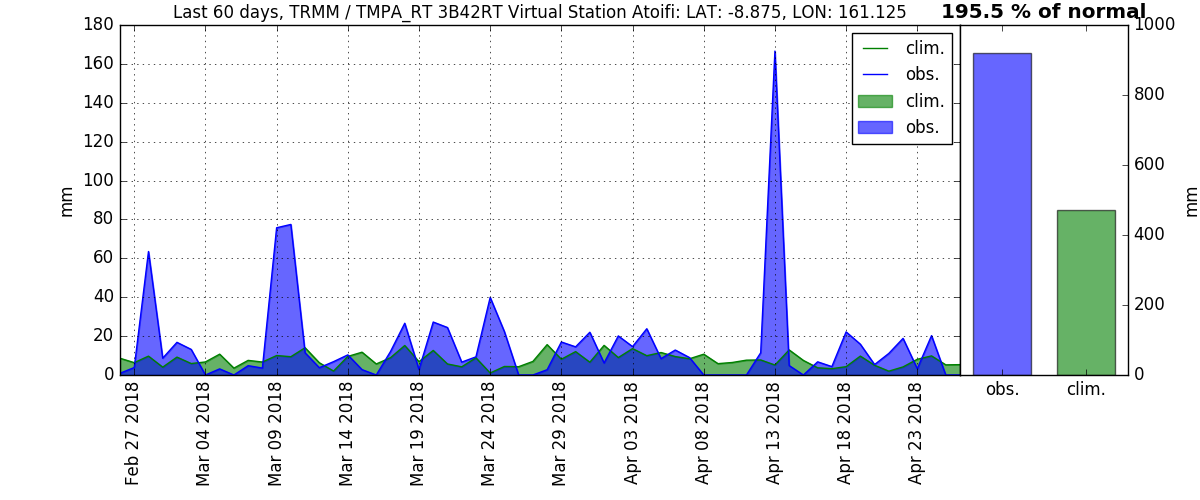 Last 60 days, TRMM / TMPA_RT 3B42RT Virtual Station Atoifi: LAT: -8.875, LON: 161.125
195.5 % of normal
180
160
140
120
100
80
60
40
20
0
mm
clim.
obs.
clim.
obs.
Feb 27 2018
Mar 04 2018
Mar 09 2018
Mar 14 2018
Mar 19 2018
Mar 24 2018
Mar 29 2018
Apr 03 2018
Apr 08 2018
Apr 13 2018
Apr 18 2018
Apr 23 2018
1000
800
600
400
200
0
mm
obs.
clim.